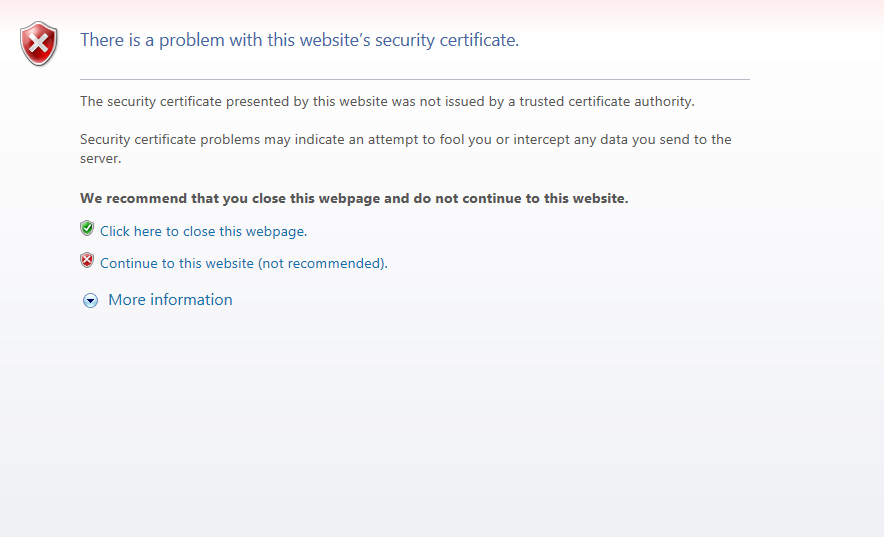 There is a problem with this website’s security certificate.
The security certificate presented by this website was not issued by a trusted certificate authority.
Security certificate problems may indicate an attempt to fool you or intercept any data you send to the
server.
We recommend that you close this webpage and do not continue to this website.
Click here to close this webpage.
Continue to this website (not recommended).
More information